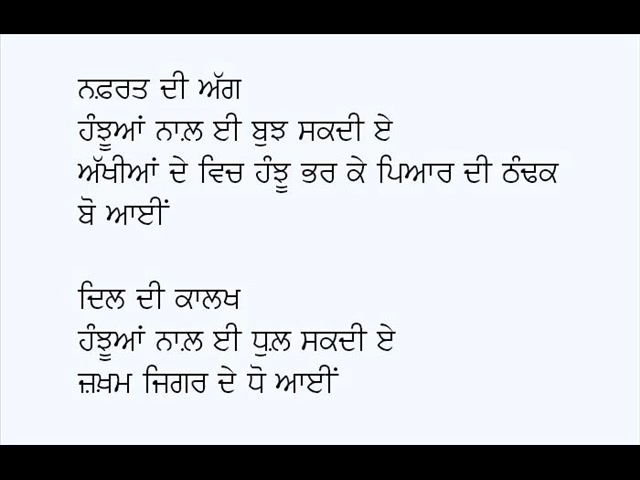 ਨਫ਼ਰਤ ਦੀ ਅੱਗ
ਹੰਝੂਆਂ ਨਾਲ਼ ਈ ਬੁਝ ਸਕਦੀ ਏ
ਅੱਖੀਆਂ ਦੇ ਵਿਚ ਹੰਝੂ ਭਰ ਕੇ ਪਿਆਰ ਦੀ ਠੰਢਕ
ਬੋ ਆਈਂ

ਦਿਲ ਦੀ ਕਾਲਖ
ਹੰਝੂਆਂ ਨਾਲ਼ ਈ ਧੁਲ਼ ਸਕਦੀ ਏ
ਜ਼ਖ਼ਮ ਜਿਗਰ ਦੇ ਧੋ ਆਈਂ